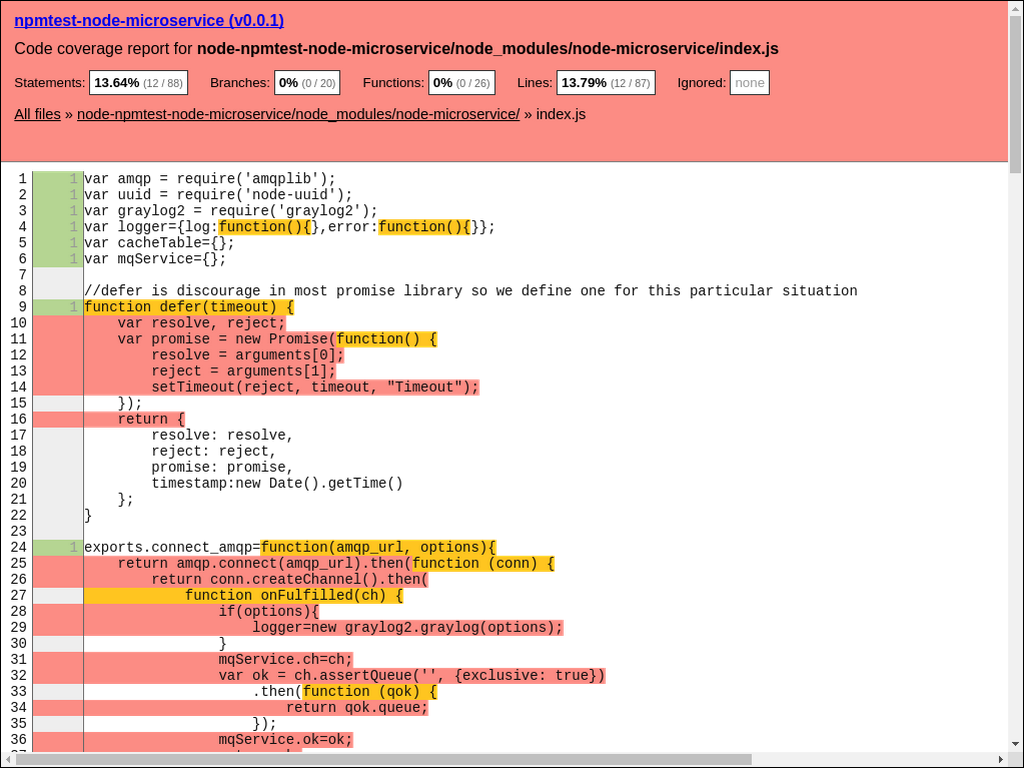 npmtest-node-microservice (v0.0.1)
Code coverage report for node-npmtest-node-microservice/node_modules/node-microservice/index.js
Statements: 13.64% (12 / 88) Branches: 0% (0 / 20) Functions: 0% (0 / 26) Lines: 13.79% (12 / 87) Ignored: none
All files » node-npmtest-node-microservice/node_modules/node-microservice/ » index.js
1 1 var amqp = require('amqplib');
2 1 var uuid = require('node-uuid');
3 1 var graylog2 = require('graylog2');
4 1 var logger={log:function(){},error:function(){}};
5 1 var cacheTable={};
6 1 var mqService={};
7
8 //defer is discourage in most promise library so we define one for this particular situation
9 1 function defer(timeout) {
10     var resolve, reject;
11     var promise = new Promise(function() {
12         resolve = arguments[0];
13         reject = arguments[1];
14         setTimeout(reject, timeout, "Timeout");
15     });
16     return {
17         resolve: resolve,
18         reject: reject,
19         promise: promise,
20         timestamp:new Date().getTime()
21     };
22 }
23
24 1 exports.connect_amqp=function(amqp_url, options){
25     return amqp.connect(amqp_url).then(function (conn) {
26         return conn.createChannel().then(
27             function onFulfilled(ch) {
28                 if(options){
29                     logger=new graylog2.graylog(options);
30                 }
31                 mqService.ch=ch;
32                 var ok = ch.assertQueue('', {exclusive: true})
33                     .then(function (qok) {
34                         return qok.queue;
35                     });
36                 mqService.ok=ok;